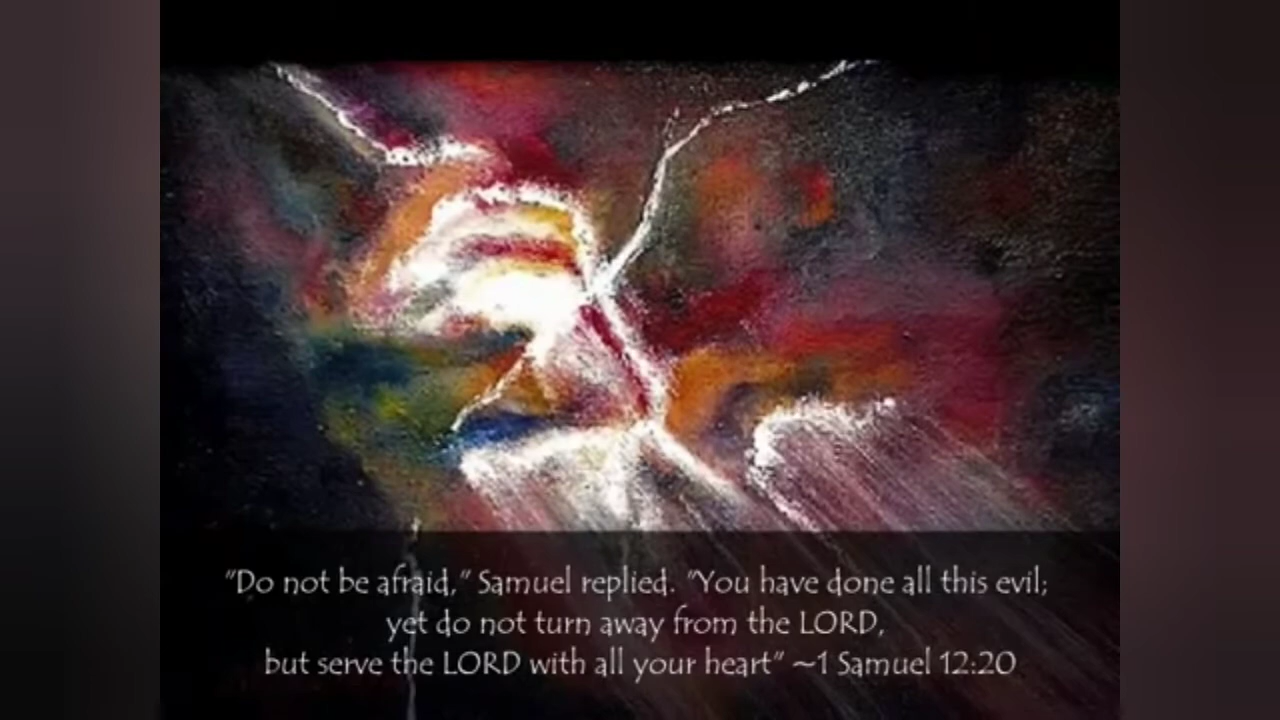 "Do not be afraid," Samuel replied. "You have done all this evil;
yet do not turn away from the LORD,
but serve the LORD with all your heart" ~1 Samuel 12:20